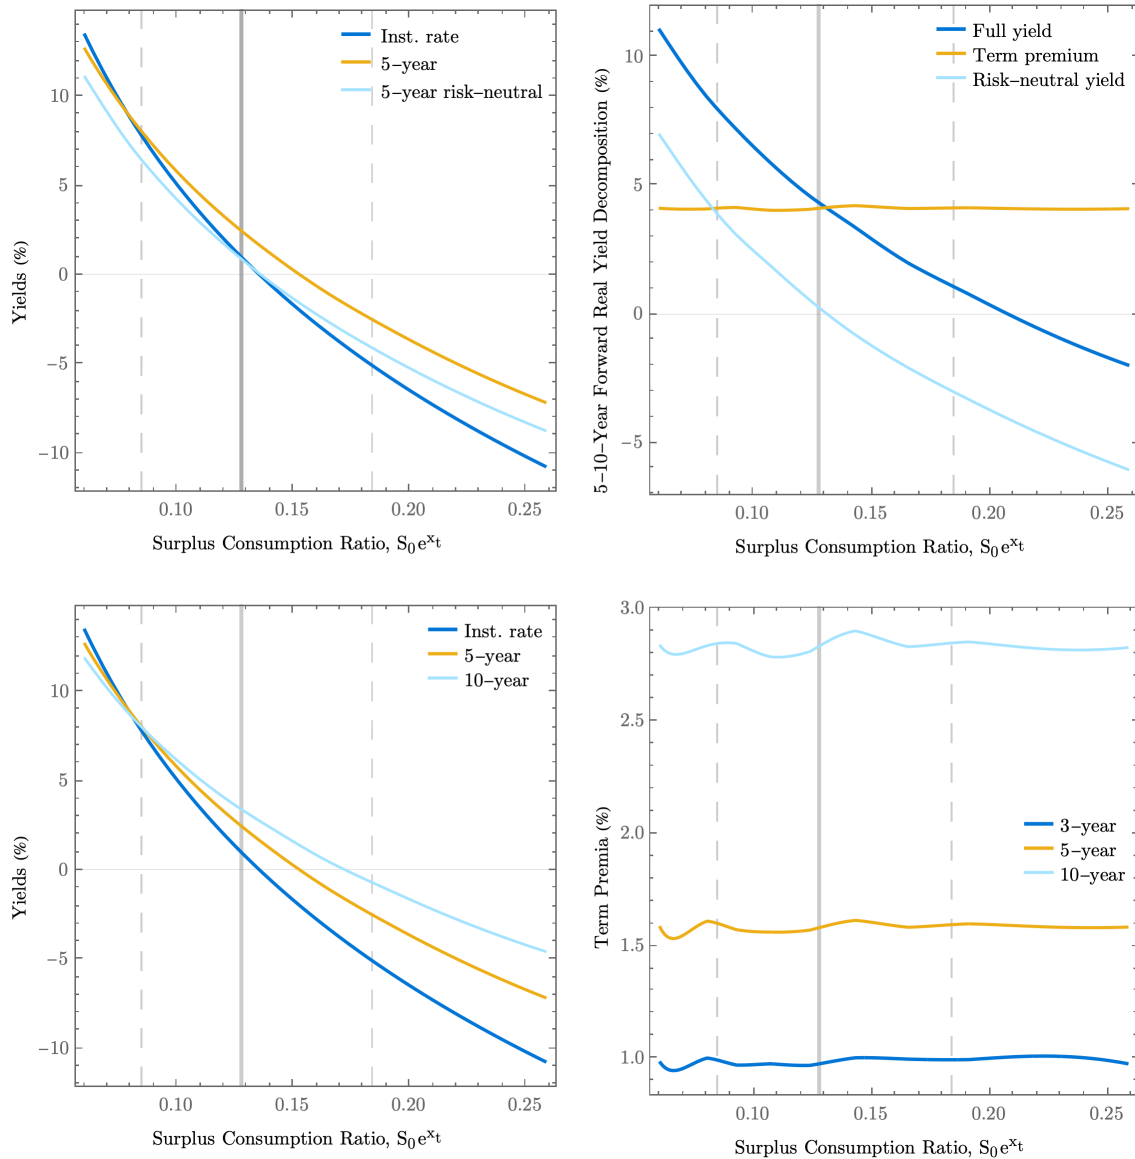 Inst. rate
5–year
5–year risk–neutral
10
5
0
−5
−10
Yields (%)
0.10
0.15
0.20
0.25
Surplus Consumption Ratio, S₀eˣt
Full yield
Term premium
Risk–neutral yield
10
5
0
−5
5–10–Year Forward Real Yield Decomposition (%)
0.10
0.15
0.20
0.25
Surplus Consumption Ratio, S₀eˣt
Inst. rate
5–year
10–year
10
5
0
−5
−10
Yields (%)
0.10
0.15
0.20
0.25
Surplus Consumption Ratio, S₀eˣt
3.0
2.5
2.0
1.5
1.0
Term Premia (%)
3–year
5–year
10–year
0.10
0.15
0.20
0.25
Surplus Consumption Ratio, S₀eˣt